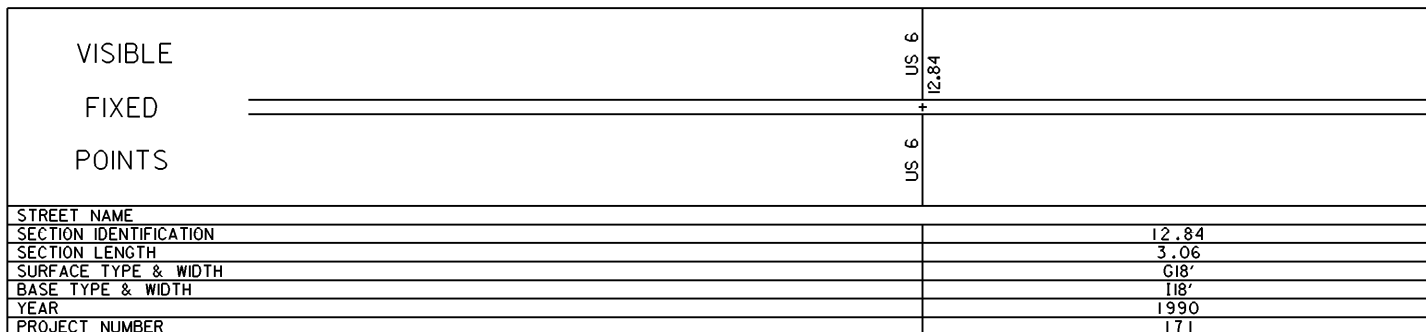 VISIBLE
FIXED
POINTS
US 6
12.84
+
US 6
STREET NAME
SECTION IDENTIFICATION 12.84
SECTION LENGTH 3.06
SURFACE TYPE & WIDTH G18'
BASE TYPE & WIDTH I18'
YEAR 1990
PROJECT NUMBER 171